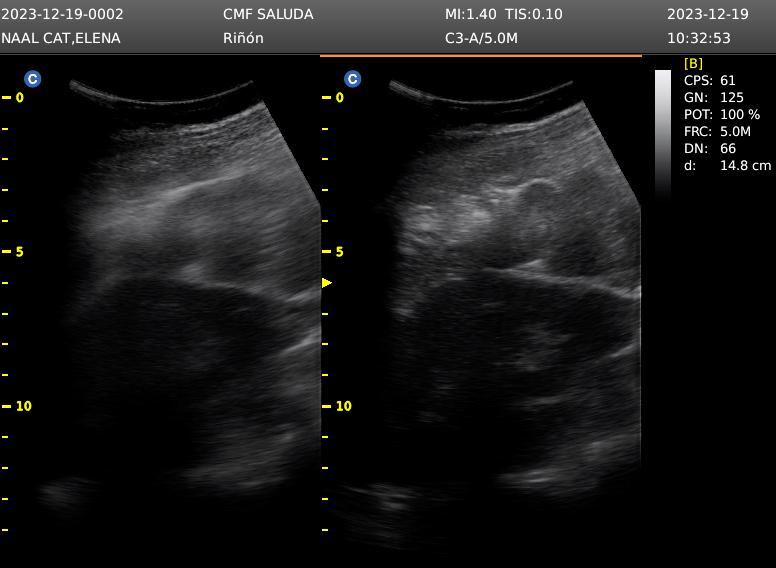 2023-12-19-0002 CMF SALUDA MI:1.40 TIS:0.10 2023-12-19
NAAL CAT,ELENA Riñón C3-A/5.0M 10:32:53
C C [B]
0 0 CPS: 61
GN: 125
POT: 100 %
FRC: 5.0M
DN: 66
d: 14.8 cm
5 5
10 10